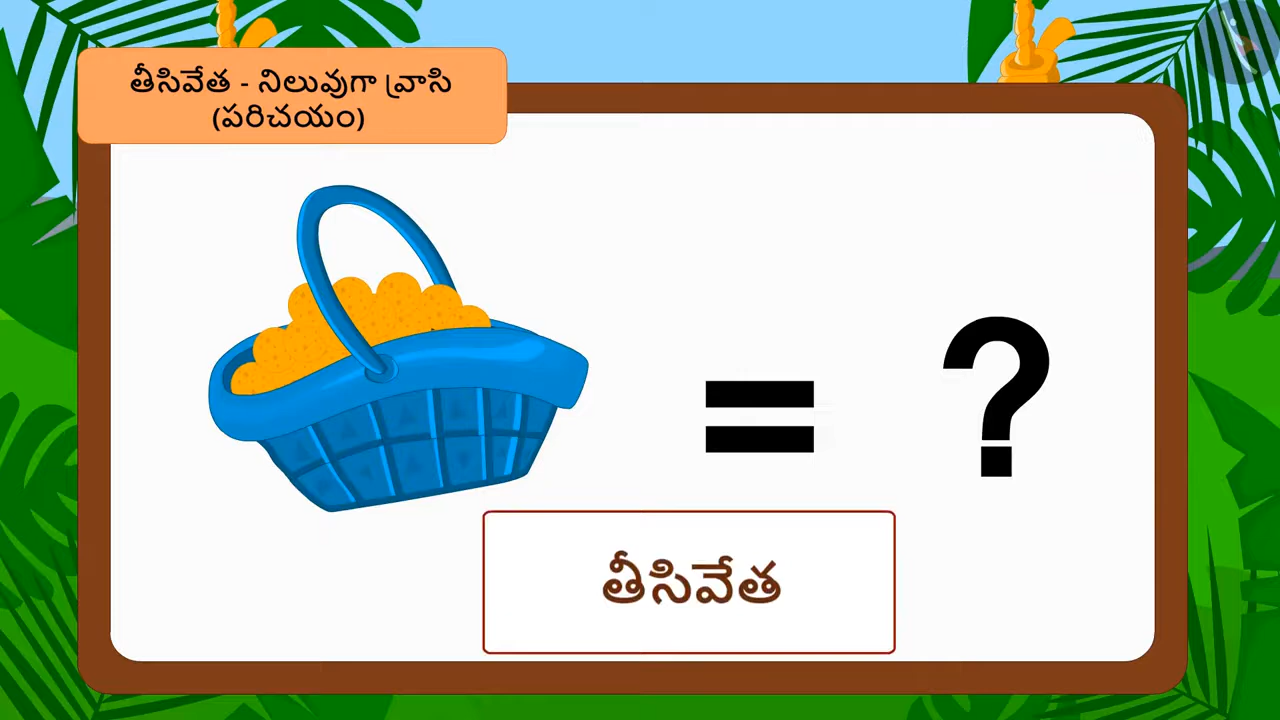 తీసివేత - నిలువుగా వ్రాసి
(పరిచయం)
= ?
తీసివేత